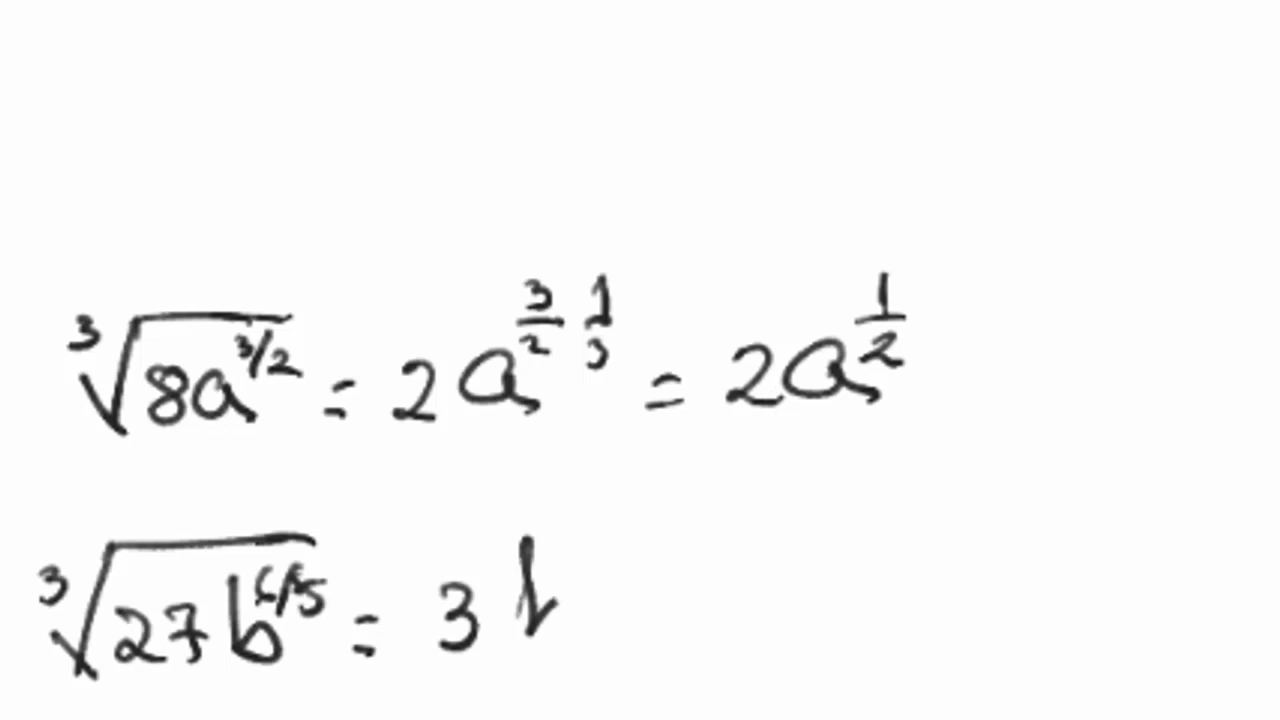 ∛(8a^(3/2)) = 2a^(3/2 · 1/3) = 2a^(1/2)
∛(27b^(6/5)) = 3